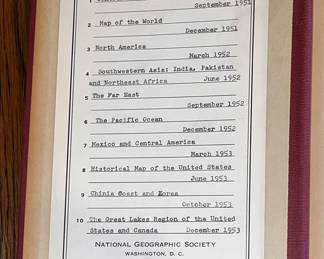 1
September 1951
2 Map of the World
December 1951
3 North America
March 1952
4 Southwestern Asia: India, Pakistan
and Northeast Africa June 1952
5 The Far East
September 1952
6 The Pacific Ocean
December 1952
7 Mexico and Central America
March 1953
8 Historical Map of the United States
June 1953
9 Chinia Coast and Korea
October 1953
10 The Great Lakes Region of the United
States and Canada December 1953
NATIONAL GEOGRAPHIC SOCIETY
WASHINGTON, D. C.